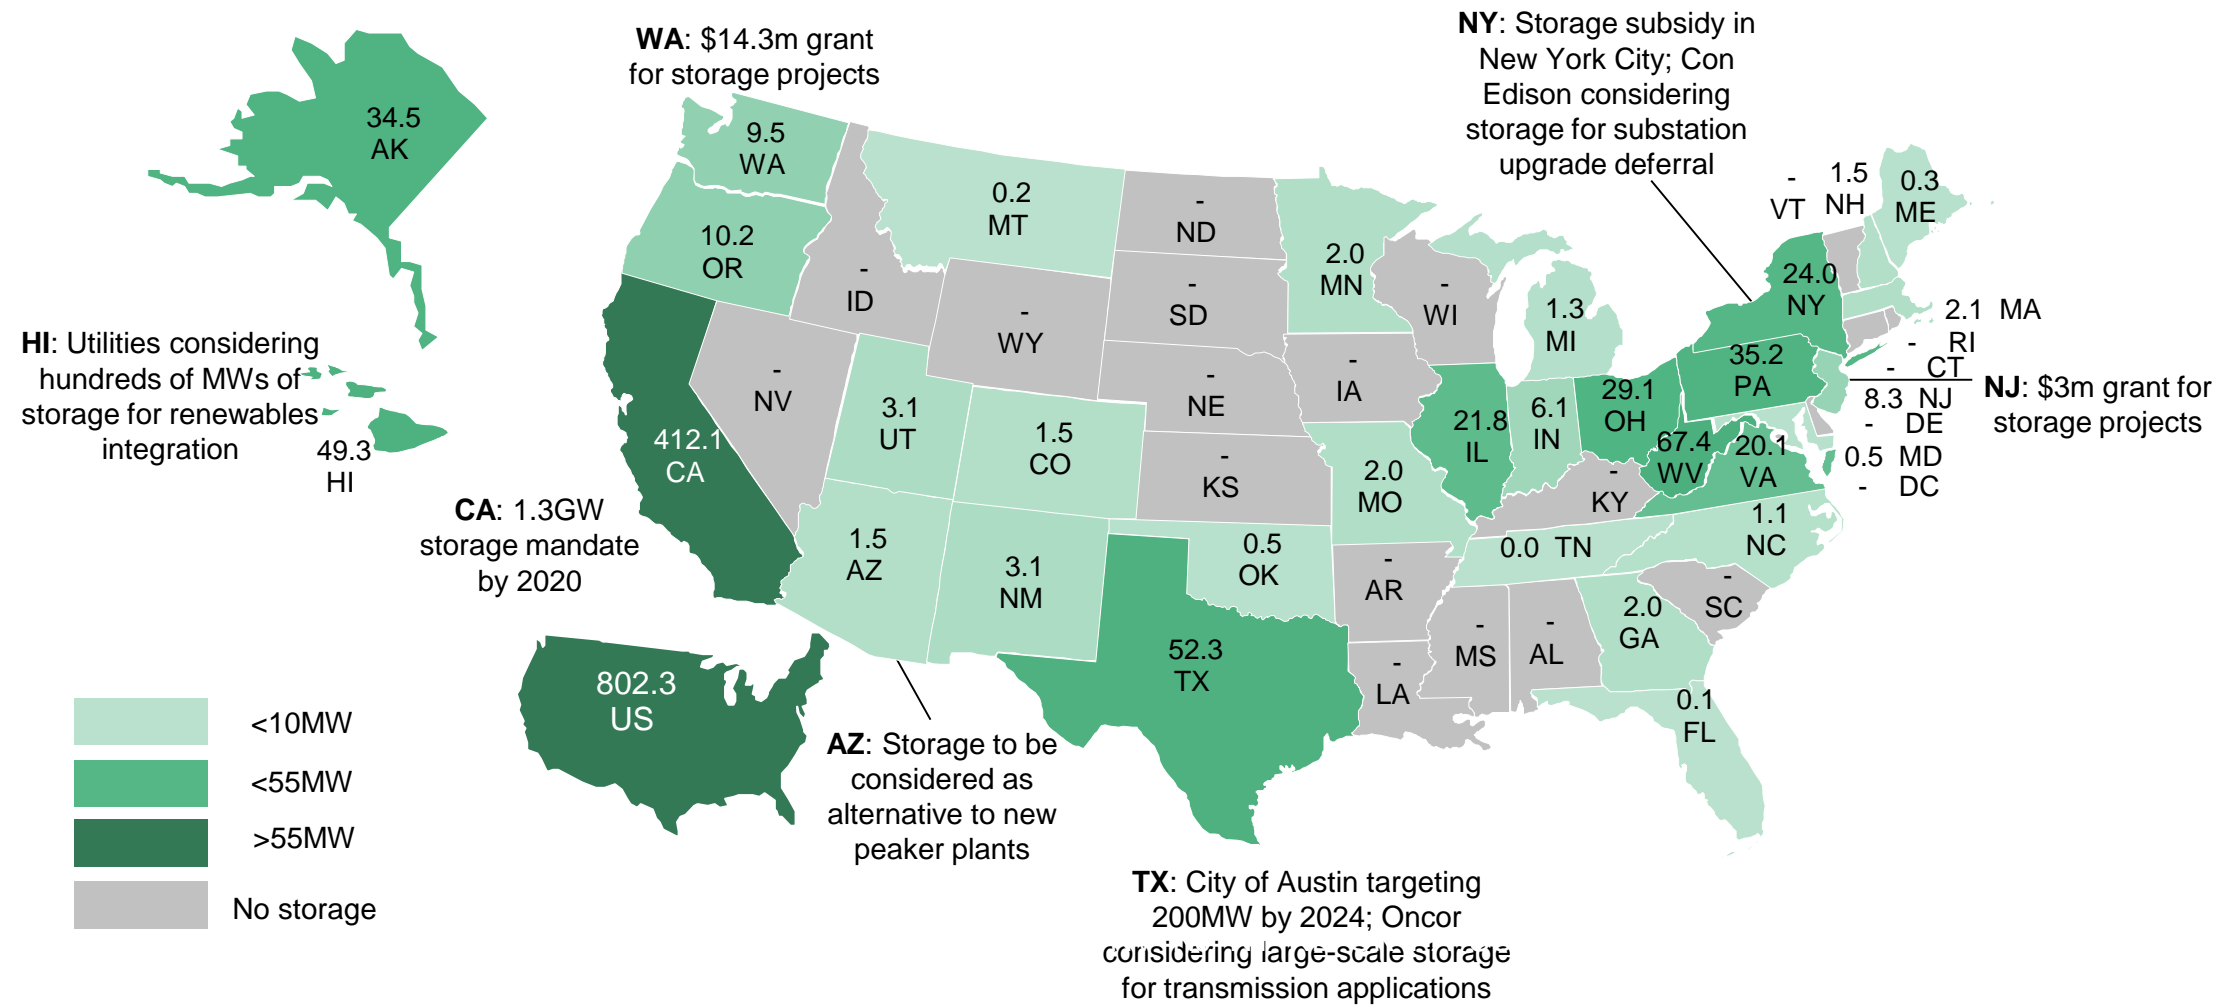 WA: $14.3m grant
for storage projects
NY: Storage subsidy in
New York City; Con
Edison considering
storage for substation
upgrade deferral
34.5
AK
9.5
WA
10.2
OR
0.2
MT
-
ND
2.0
MN
-
VT
1.5
NH
0.3
ME
-
ID
-
WY
-
SD
-
WI
1.3
MI
24.0
NY
2.1 MA
- RI
- CT
8.3 NJ
- DE
0.5 MD
- DC
NJ: $3m grant for
storage projects
HI: Utilities considering
hundreds of MWs of
storage for renewables
integration
49.3
HI
-
NV
3.1
UT
1.5
CO
-
NE
-
IA
21.8
IL
6.1
IN
29.1
OH
35.2
PA
67.4
WV
20.1
VA
412.1
CA
-
KS
2.0
MO
-
KY
1.1
NC
0.0 TN
CA: 1.3GW
storage mandate
by 2020
1.5
AZ
3.1
NM
0.5
OK
-
AR
-
SC
2.0
GA
-
MS
-
AL
52.3
TX
-
LA
0.1
FL
802.3
US
AZ: Storage to be
considered as
alternative to new
peaker plants
TX: City of Austin targeting
200MW by 2024; Oncor
considering large-scale storage
for transmission applications
<10MW
<55MW
>55MW
No storage